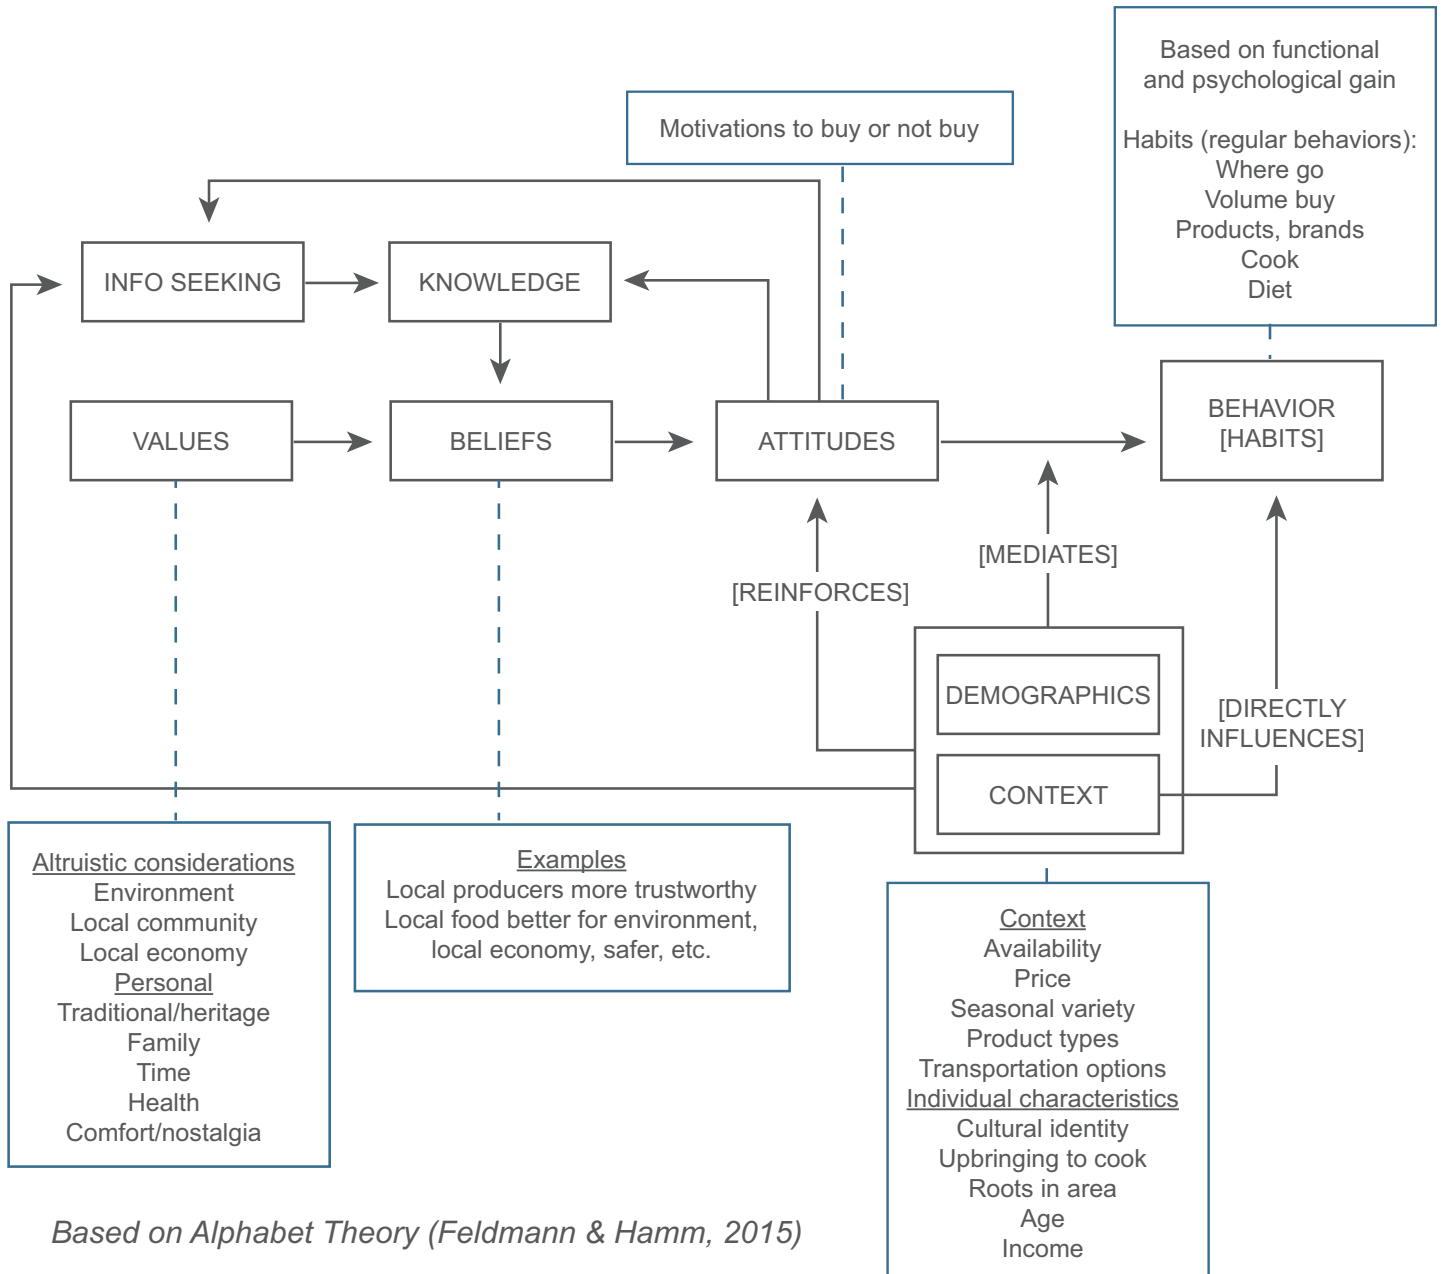 Based on functional
and psychological gain
Habits (regular behaviors):
Where go
Volume buy
Products, brands
Cook
Diet
Motivations to buy or not buy
INFO SEEKING
KNOWLEDGE
VALUES
BELIEFS
ATTITUDES
BEHAVIOR
[HABITS]
[REINFORCES]
[MEDIATES]
[DIRECTLY
INFLUENCES]
DEMOGRAPHICS
CONTEXT
Altruistic considerations
Environment
Local community
Local economy
Personal
Traditional/heritage
Family
Time
Health
Comfort/nostalgia
Examples
Local producers more trustworthy
Local food better for environment,
local economy, safer, etc.
Context
Availability
Price
Seasonal variety
Product types
Transportation options
Individual characteristics
Cultural identity
Upbringing to cook
Roots in area
Age
Income
Based on Alphabet Theory (Feldmann & Hamm, 2015)